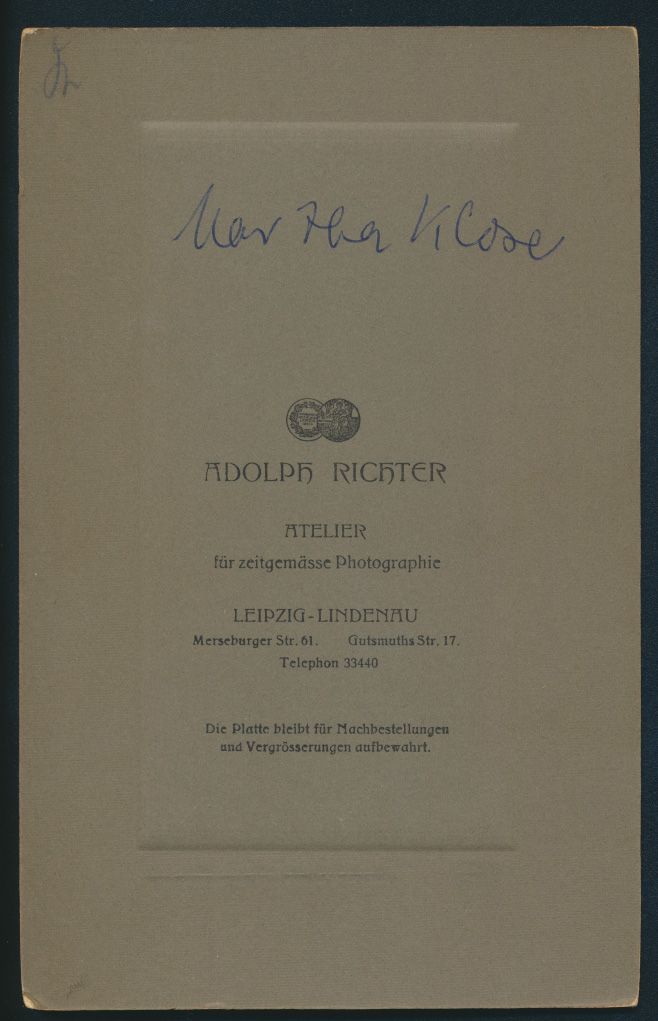 Martha Klose
ADOLPH RICHTER
ATELIER
für zeitgemässe Photographie
LEIPZIG-LINDENAU
Merseburger Str. 61. Gutsmuths Str. 17.
Telephon 33440
Die Platte bleibt für Nachbestellungen
und Vergrösserungen aufbewahrt.